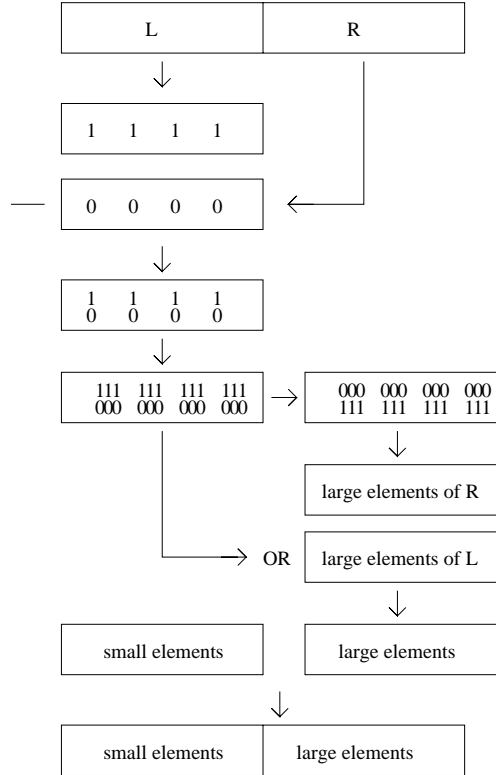 L R
1 1 1 1
0 0 0 0
1 1 1 1
0 0 0 0
111 111 111 111 000 000 000 000
000 000 000 000 111 111 111 111
large elements of R
OR large elements of L
small elements large elements
small elements large elements